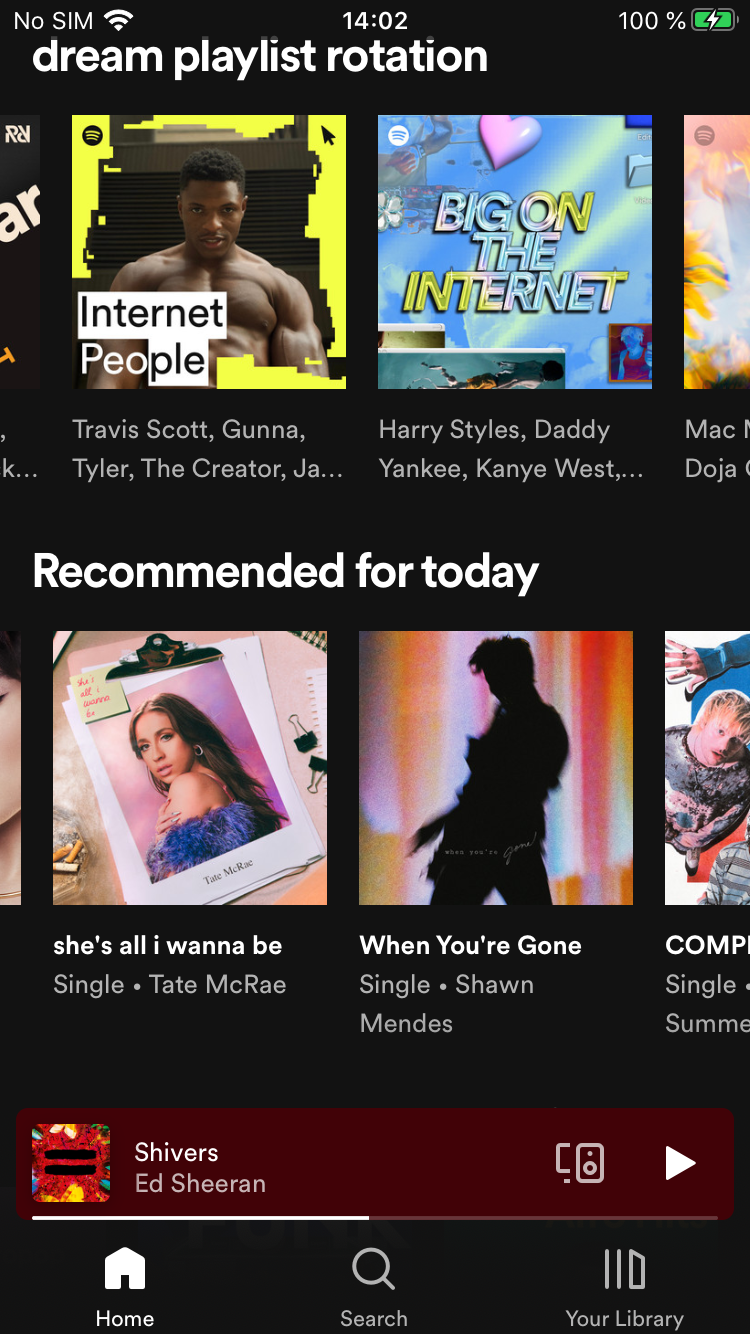 No SIM 14:02 100 %
dream playlist rotation
Internet
People
BIG ON
THE
INTERNET
Travis Scott, Gunna,
Tyler, The Creator, Ja...
Harry Styles, Daddy
Yankee, Kanye West,...
Mac
Doja
Recommended for today
she's
all i
wanna
be
Tate McRae
when you're gone!
she's all i wanna be
Single • Tate McRae
When You're Gone
Single • Shawn
Mendes
COMP
Single •
Summe
Shivers
Ed Sheeran
Home
Search
Your Library